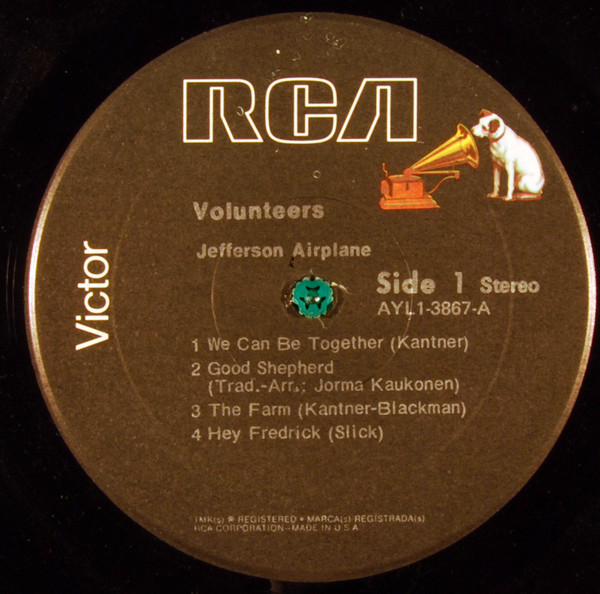 RCA
Victor
Volunteers
Jefferson Airplane
Side 1 Stereo
AYL1-3867-A
1 We Can Be Together (Kantner)
2 Good Shepherd
(Trad.-Arr.: Jorma Kaukonen)
3 The Farm (Kantner-Blackman)
4 Hey Fredrick (Slick)
TMK(s) ® REGISTERED • MARCA(s) REGISTRADA(s)
RCA CORPORATION–MADE IN U.S.A.